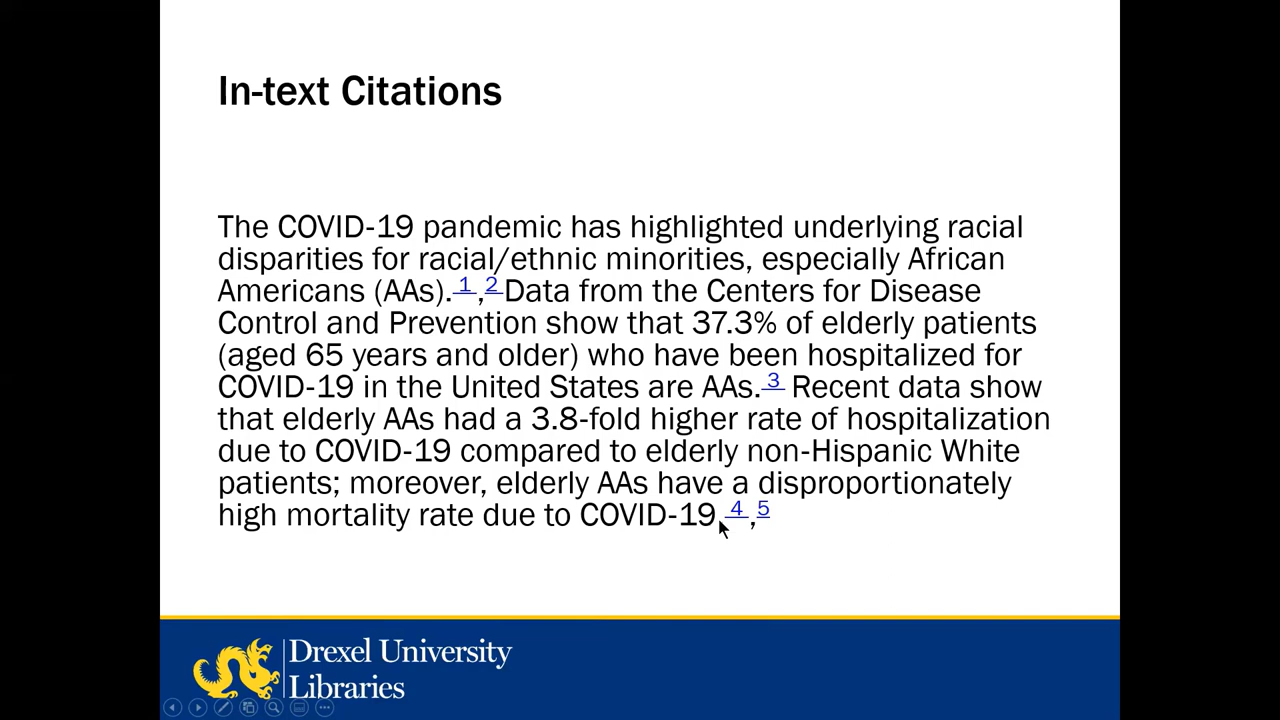 In-text Citations
The COVID-19 pandemic has highlighted underlying racial
disparities for racial/ethnic minorities, especially African
Americans (AAs).1,2 Data from the Centers for Disease
Control and Prevention show that 37.3% of elderly patients
(aged 65 years and older) who have been hospitalized for
COVID-19 in the United States are AAs.3 Recent data show
that elderly AAs had a 3.8-fold higher rate of hospitalization
due to COVID-19 compared to elderly non-Hispanic White
patients; moreover, elderly AAs have a disproportionately
high mortality rate due to COVID-19.4,5
Drexel University
Libraries